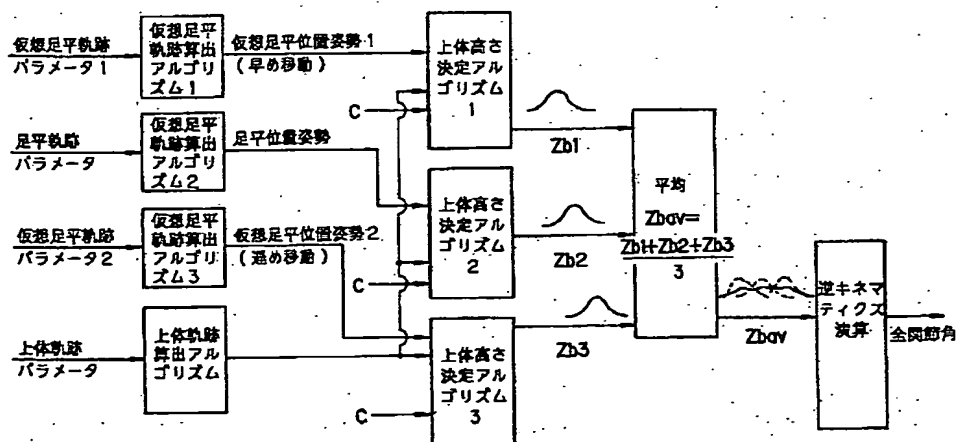 仮想足平軌跡
パラメータ1
仮想足平
軌跡算出
アルゴリ
ズム1
仮想足平位置姿勢1
(早め移動)
上体高さ
決定アル
ゴリズム
1
C
Zb1
足平軌跡
パラメータ
仮想足平
軌跡算出
アルゴリ
ズム2
足平位置姿勢
上体高さ
決定アル
ゴリズム
2
C
Zb2
仮想足平軌跡
パラメータ2
仮想足平
軌跡算出
アルゴリ
ズム3
仮想足平位置姿勢2
(遅め移動)
上体軌跡
パラメータ
上体軌跡
算出アル
ゴリズム
上体高さ
決定アル
ゴリズム
3
C
Zb3
平均
Zbav=
Zb1+Zb2+Zb3
3
Zbav
逆キネマ
ティクス
演算
全関節角